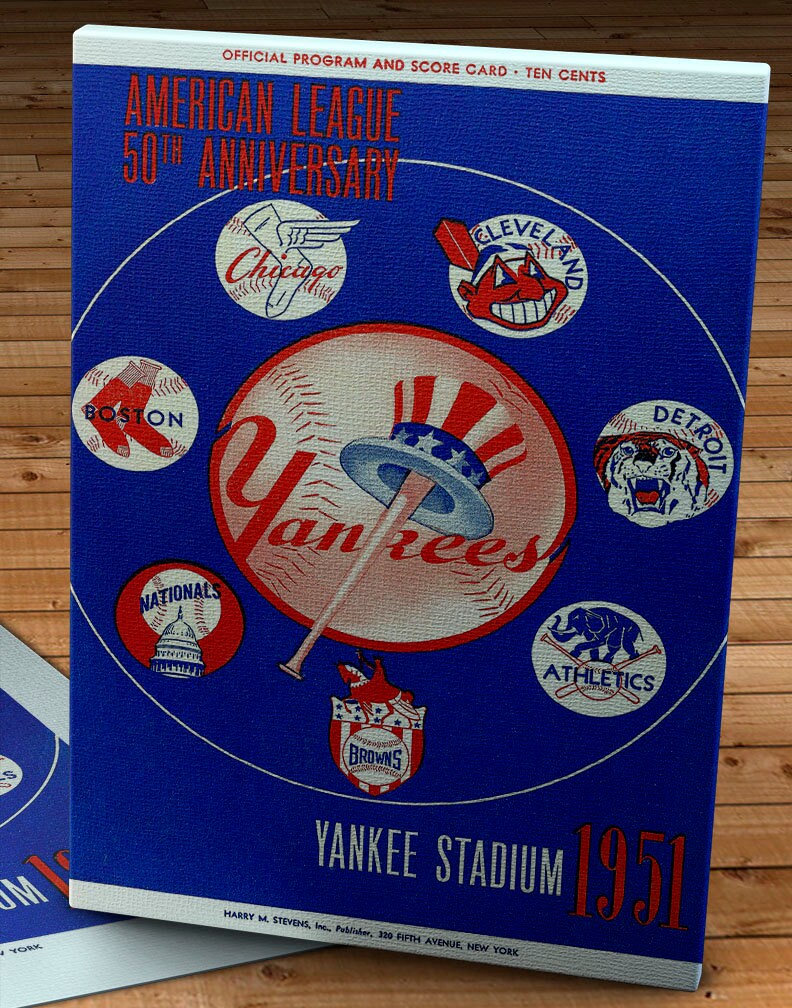 OFFICIAL PROGRAM AND SCORE CARD • TEN CENTS
AMERICAN LEAGUE
50TH ANNIVERSARY
Chicago
CLEVELAND
BOSTON
DETROIT
Yankees
NATIONALS
ATHLETICS
BROWNS
YANKEE STADIUM 1951
HARRY M. STEVENS, Inc., Publisher, 320 FIFTH AVENUE, NEW YORK